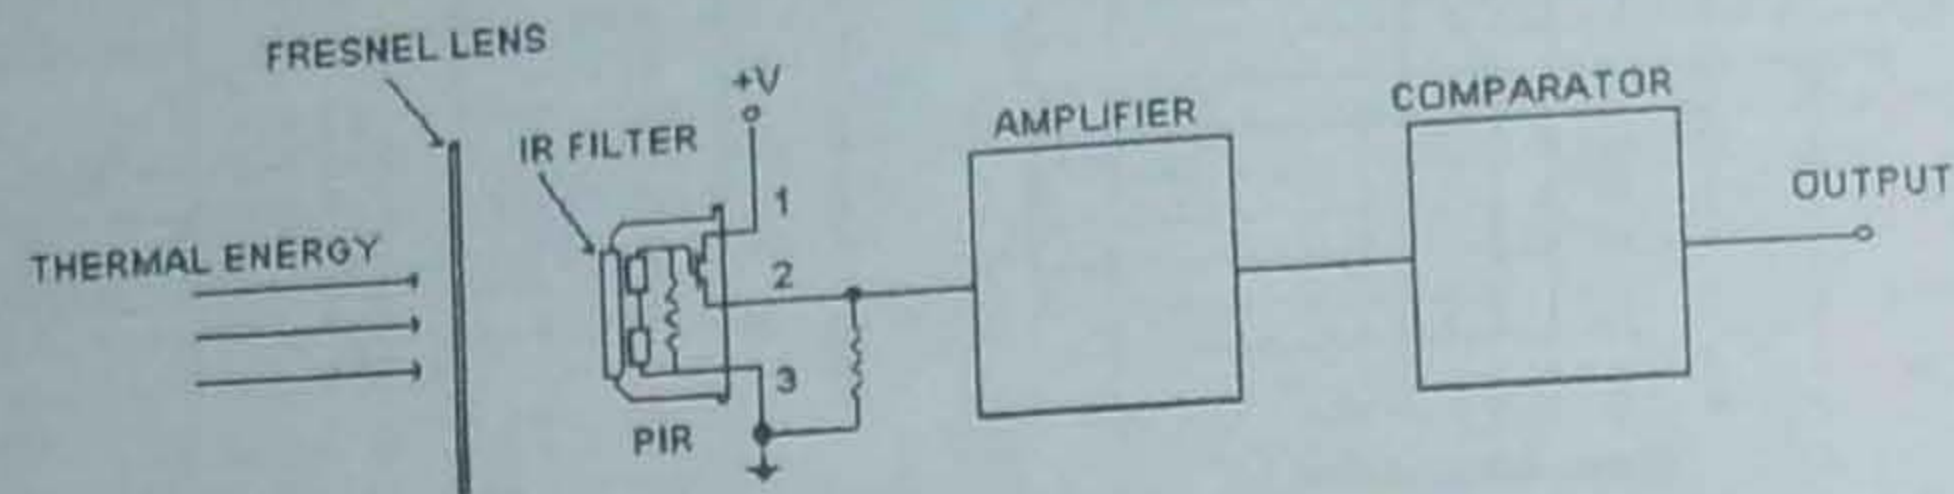 FRESNEL LENS
+V
IR FILTER
AMPLIFIER
COMPARATOR
1
OUTPUT
THERMAL ENERGY
2
3
PIR